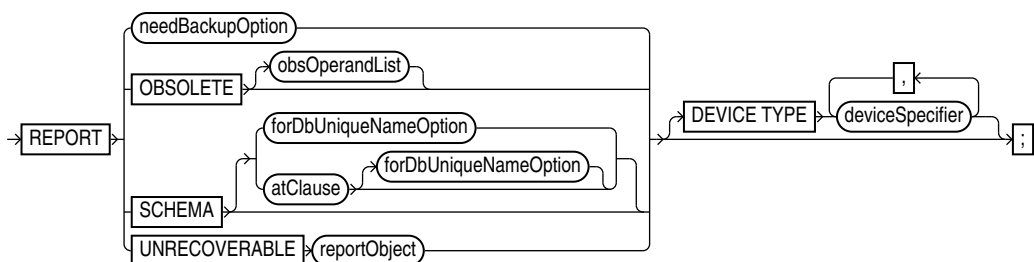 needBackupOption
OBSOLETE obsOperandList
REPORT
SCHEMA
forDbUniqueNameOption
atClause forDbUniqueNameOption
UNRECOVERABLE reportObject
DEVICE TYPE deviceSpecifier
,
;